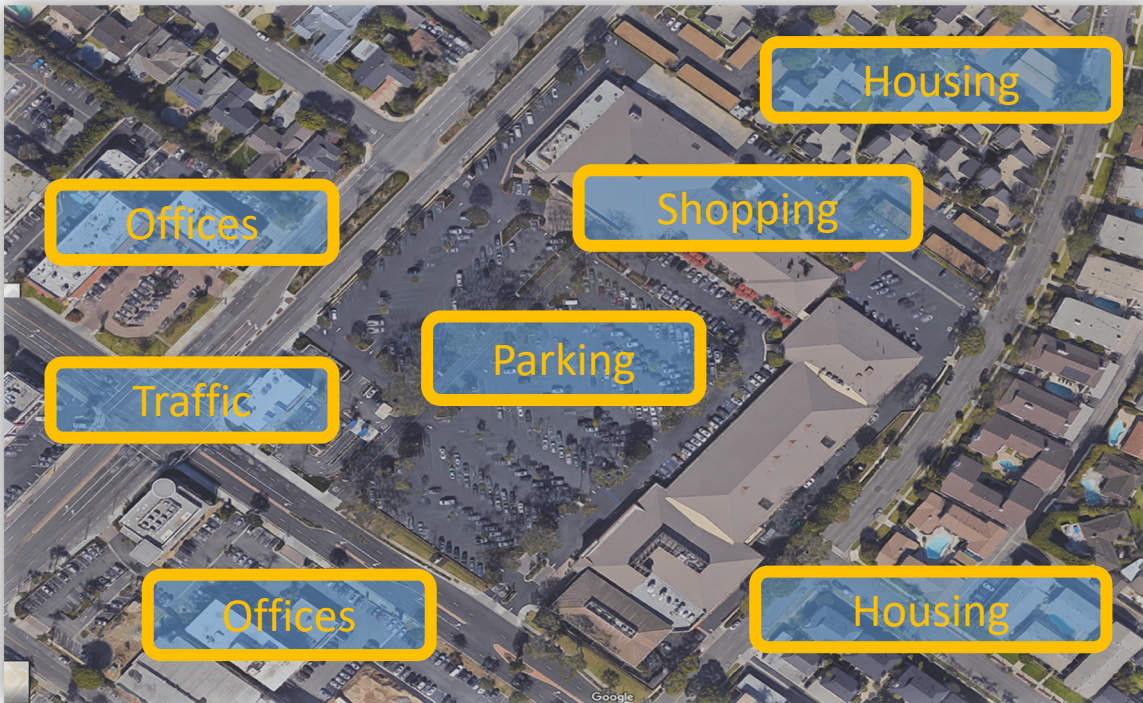 Housing
Offices
Shopping
Parking
Traffic
Offices
Housing
Google